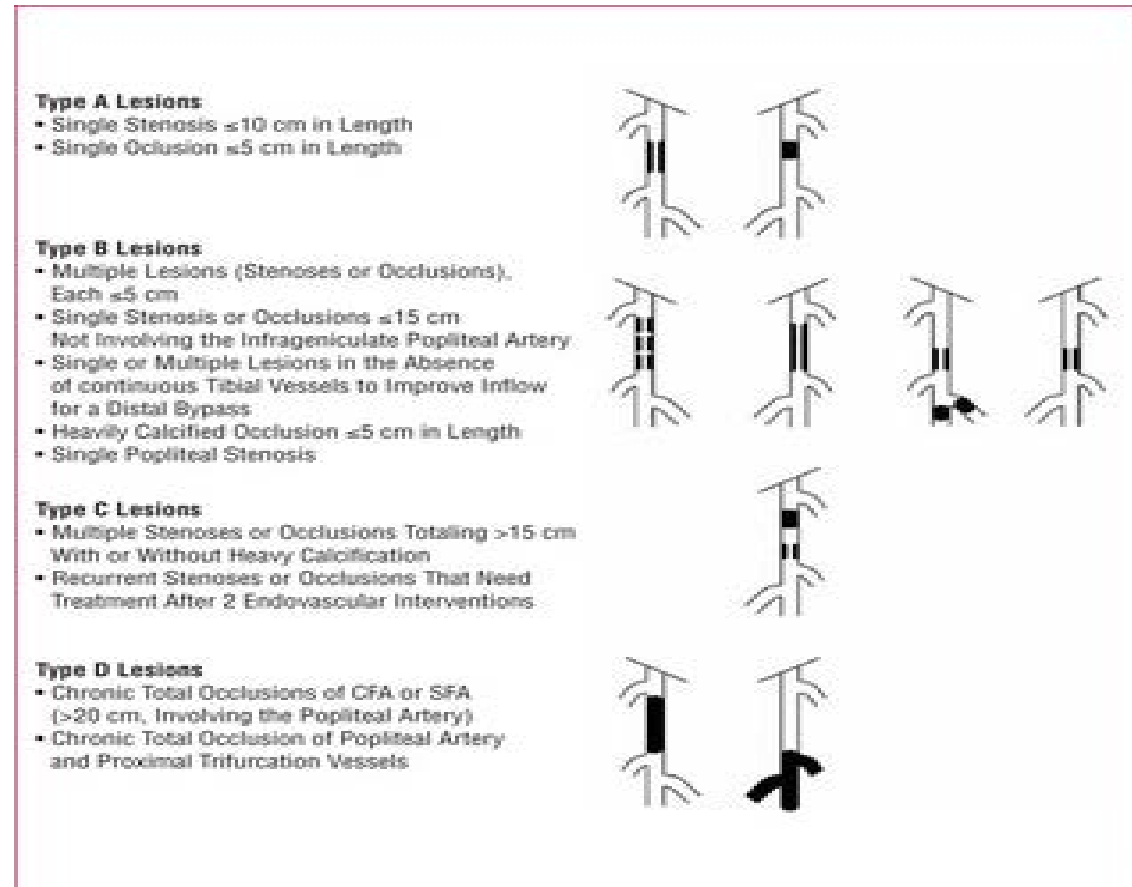 Type A Lesions
• Single Stenosis ≤10 cm in Length
• Single Oclusion ≤5 cm in Length
Type B Lesions
• Multiple Lesions (Stenoses or Occlusions),
Each ≤5 cm
• Single Stenosis or Occlusions ≤15 cm
Not Involving the Infrageniculate Popliteal Artery
• Single or Multiple Lesions in the Absence
of continuous Tibial Vessels to Improve Inflow
for a Distal Bypass
• Heavily Calcified Occlusion ≤5 cm in Length
• Single Popliteal Stenosis
Type C Lesions
• Multiple Stenoses or Occlusions Totaling >15 cm
With or Without Heavy Calcification
• Recurrent Stenoses or Occlusions That Need
Treatment After 2 Endovascular Interventions
Type D Lesions
• Chronic Total Occlusions of CFA or SFA
(>20 cm, Involving the Popliteal Artery)
• Chronic Total Occlusion of Popliteal Artery
and Proximal Trifurcation Vessels